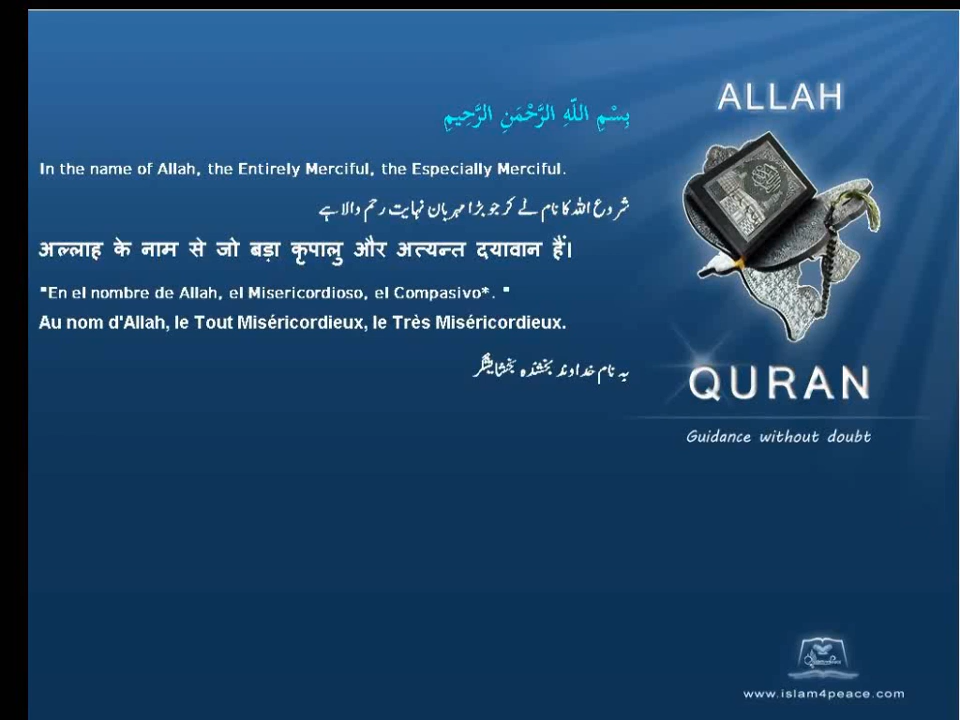 بِسْمِ اللَّهِ الرَّحْمَنِ الرَّحِيمِ
In the name of Allah, the Entirely Merciful, the Especially Merciful.
شروع الله کا نام لے کر جو بڑا مہربان نہایت رحم والا ہے
अल्लाह के नाम से जो बड़ा कृपालु और अत्यन्त दयावान हैं।
"En el nombre de Allah, el Misericordioso, el Compasivo*. "
Au nom d'Allah, le Tout Miséricordieux, le Très Miséricordieux.
به نام خداوند بخشنده بخشایشگر
ALLAH
QURAN
Guidance without doubt
www.islam4peace.com